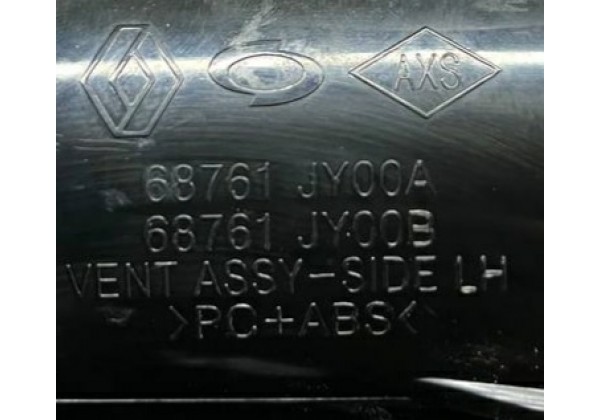 AXS
68761 JY00A
68761 JY00B
VENT ASSY-SIDE LH
>PC+ABS<